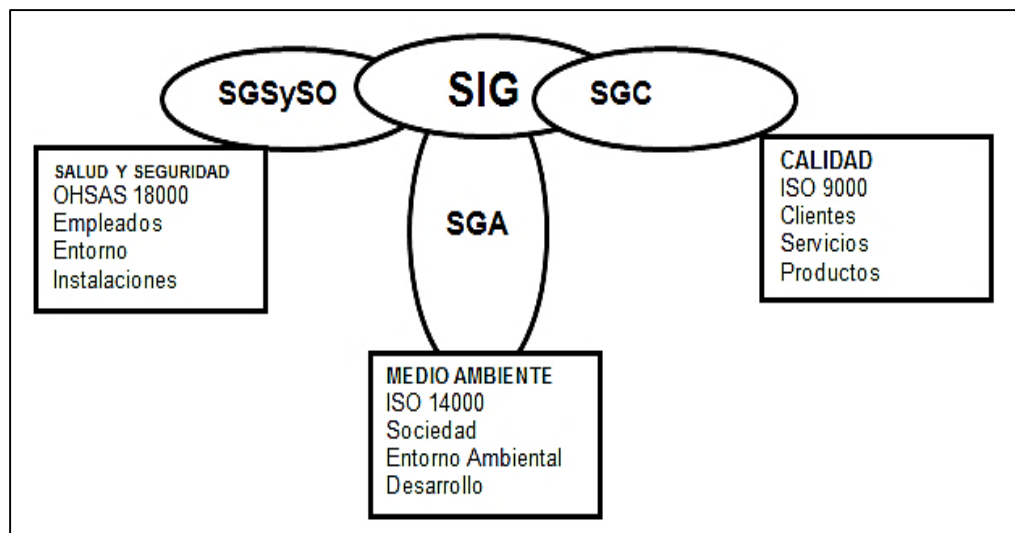 SGSySO
SIG
SGC
SALUD Y SEGURIDAD
OHSAS 18000
Empleados
Entorno
Instalaciones
SGA
CALIDAD
ISO 9000
Clientes
Servicios
Productos
MEDIO AMBIENTE
ISO 14000
Sociedad
Entorno Ambiental
Desarrollo